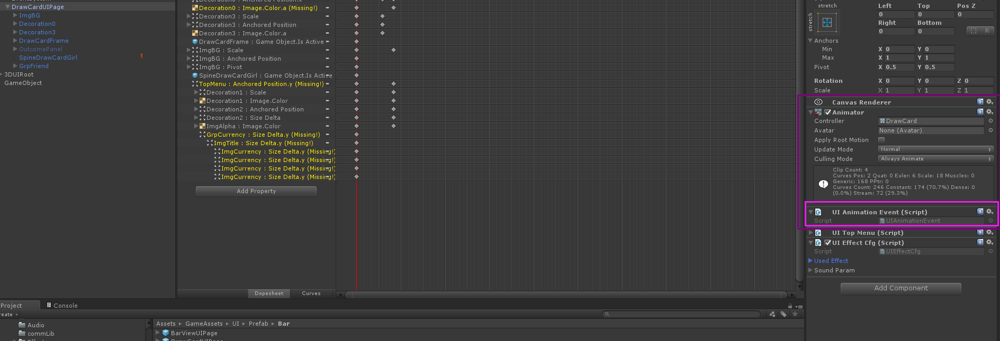 DrawCardUIPage
ImgBG
Decoration0
Decoration3
DrawCardFrame
OutcomePanel
SpineDrawCardGirl
GrpFriend
3DUIRoot
GameObject
Decoration0 : Image.Color.a (Missing!)
Decoration3 : Scale
Decoration3 : Anchored Position
Decoration3 : Image.Color.a
DrawCardFrame : Game Object.Is Active
ImgBG : Scale
ImgBG : Anchored Position
ImgBG : Pivot
SpineDrawCardGirl : Game Object.Is Active
TopMenu : Anchored Position.y (Missing!)
Decoration1 : Scale
Decoration1 : Image.Color
Decoration2 : Anchored Position
Decoration2 : Size Delta
ImgAlpha : Image.Color
GrpCurrency : Size Delta.y (Missing!)
ImgTitle : Size Delta.y (Missing!)
ImgCurrency : Size Delta.y (Missing!)
ImgCurrency : Size Delta.y (Missing!)
ImgCurrency : Size Delta.y (Missing!)
ImgCurrency : Size Delta.y (Missing!)
Add Property
Dopesheet Curves
stretch
stretch
Left Top Pos Z
0 0 0
Right Bottom
0 0 R
Anchors
Min X 0 Y 0
Max X 1 Y 1
Pivot X 0.5 Y 0.5
Rotation X 0 Y 0 Z 0
Scale X 1 Y 1 Z 1
Canvas Renderer
Animator
Controller DrawCard
Avatar None (Avatar)
Apply Root Motion
Update Mode Normal
Culling Mode Always Animate
Clip Count: 4
Curves Pos: 2 Quat: 0 Euler: 6 Scale: 18 Muscles: 0
Generic: 168 PPtr: 0
Curves Count: 246 Constant: 174 (70.7%) Dense: 0
(0.0%) Stream: 72 (29.3%)
UI Animation Event (Script)
Script UIAnimationEvent
UI Top Menu (Script)
UI Effect Cfg (Script)
Script UIEffectCfg
Used Effect
Sound Param
Add Component
Project Console
reate
Audio
commLib
Assets ▸ GameAssets ▸ UI ▸ Prefab ▸ Bar
BarViewUIPage
DrawCardUIPage